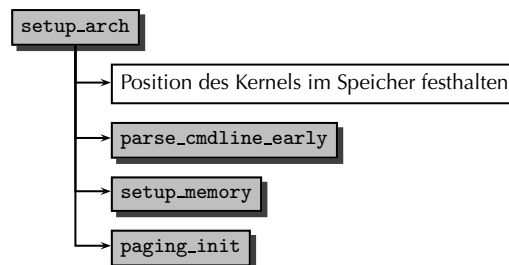 setup_arch
Position des Kernels im Speicher festhalten
parse_cmdline_early
setup_memory
paging_init